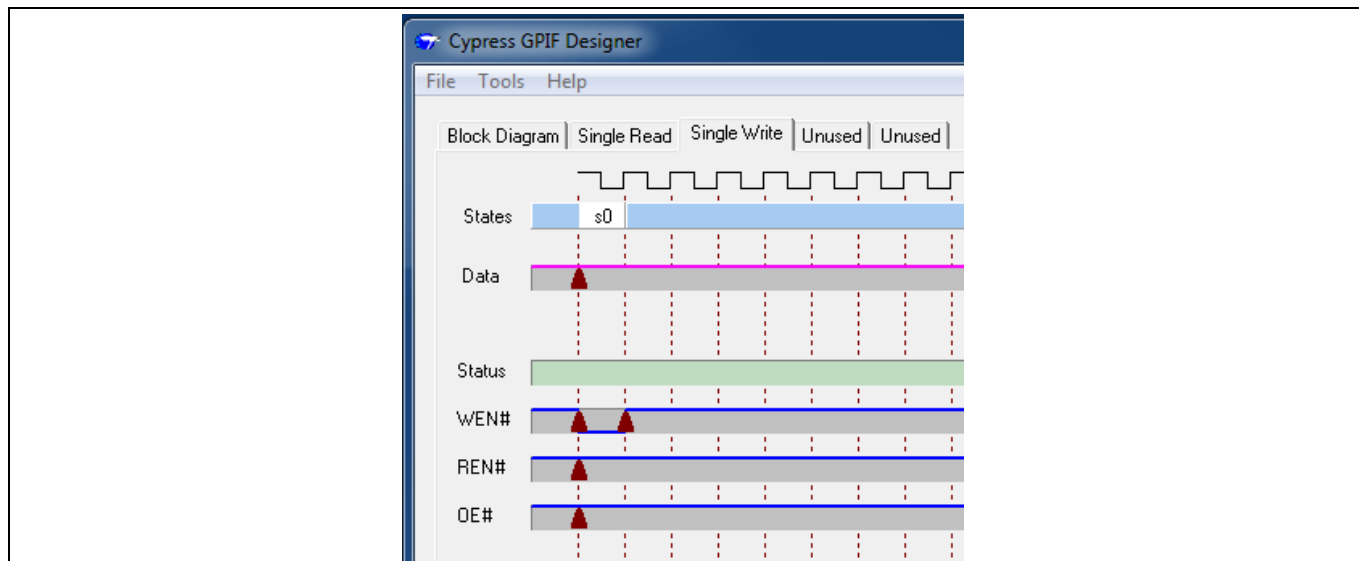 Cypress GPIF Designer
File Tools Help
Block Diagram Single Read Single Write Unused Unused
States s0
Data
Status
WEN#
REN#
OE#